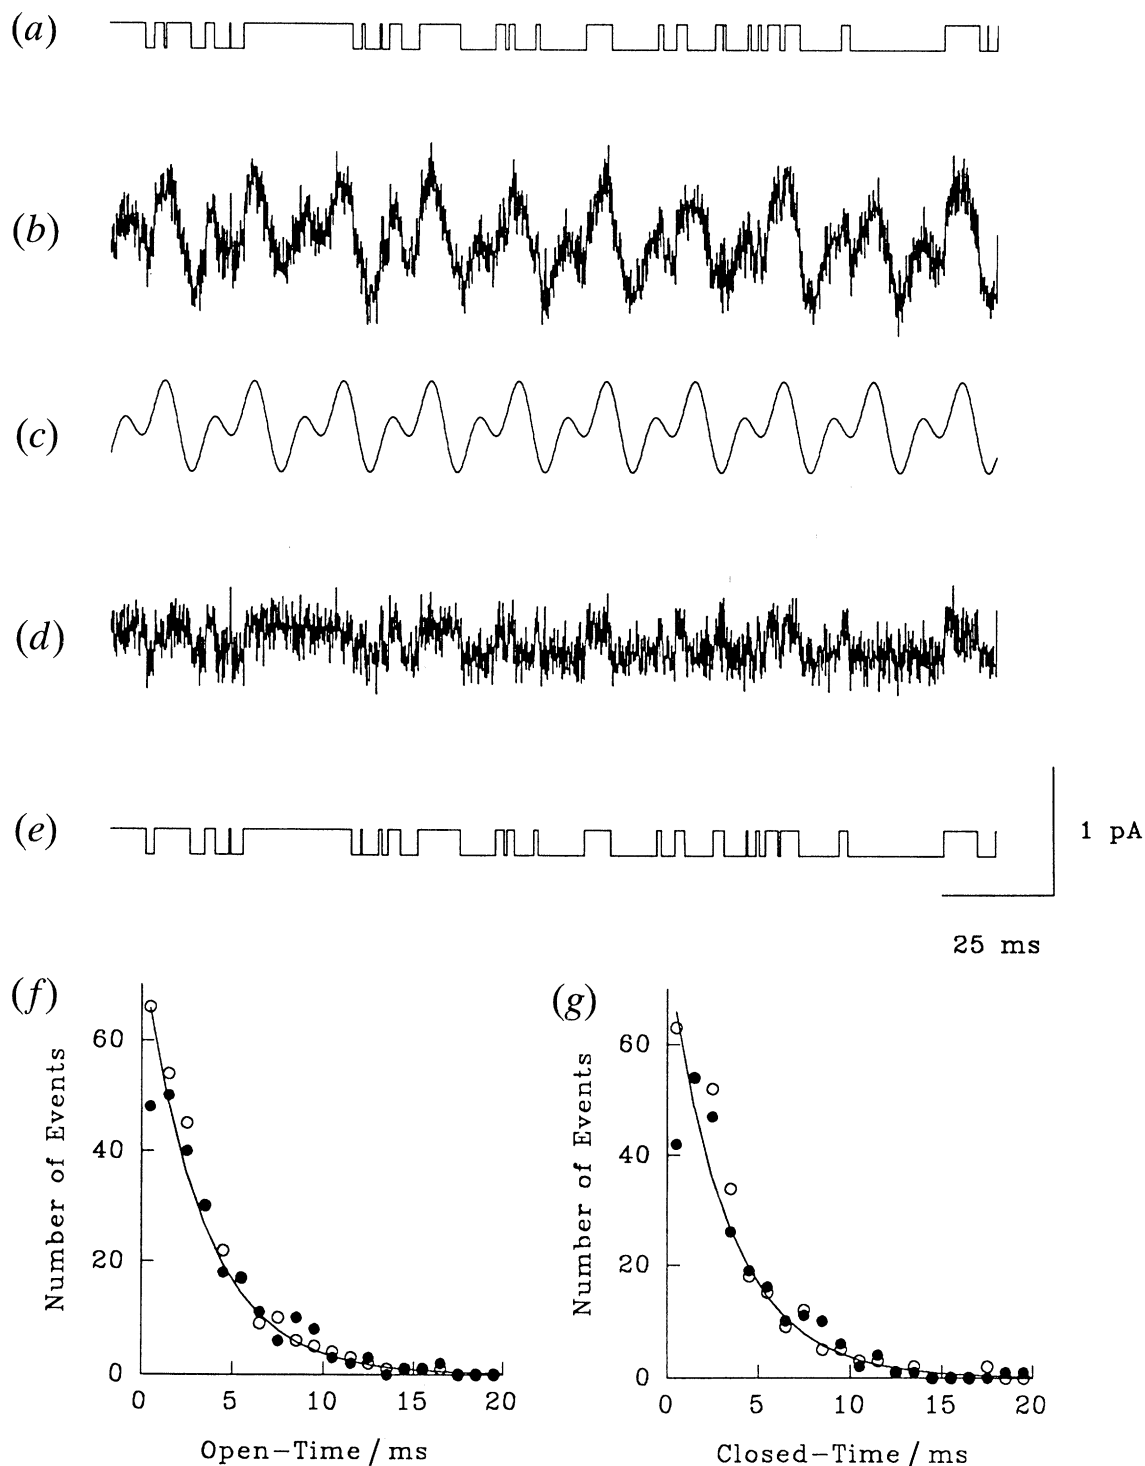 (a)
(b)
(c)
(d)
(e)
1 pA
25 ms
(f)
Number of Events
60
40
20
0
0 5 10 15 20
Open-Time / ms
(g)
Number of Events
60
40
20
0
0 5 10 15 20
Closed-Time / ms